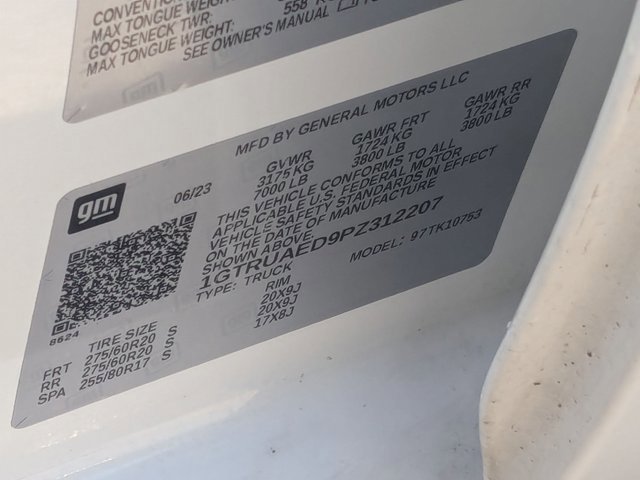 CONVENTION
MAX TONGUE WEIGHT
GOOSENECK TWR:
MAX TONGUE WEIGHT: 558
SEE OWNER'S MANUAL
gm
06/23
MFD BY GENERAL MOTORS LLC
GVWR GAWR FRT GAWR RR
3175 KG 1724 KG 1724 KG
7000 LB 3800 LB 3800 LB
THIS VEHICLE CONFORMS TO ALL
APPLICABLE U.S. FEDERAL MOTOR
VEHICLE SAFETY STANDARDS IN EFFECT
ON THE DATE OF MANUFACTURE
SHOWN ABOVE.
1GTRUAED9PZ312207
TYPE: TRUCK MODEL: 97TK10753
8624
TIRE SIZE RIM
FRT 275/60R20 S 20X9J
RR 275/60R20 S 20X9J
SPA 255/80R17 S 17X8J